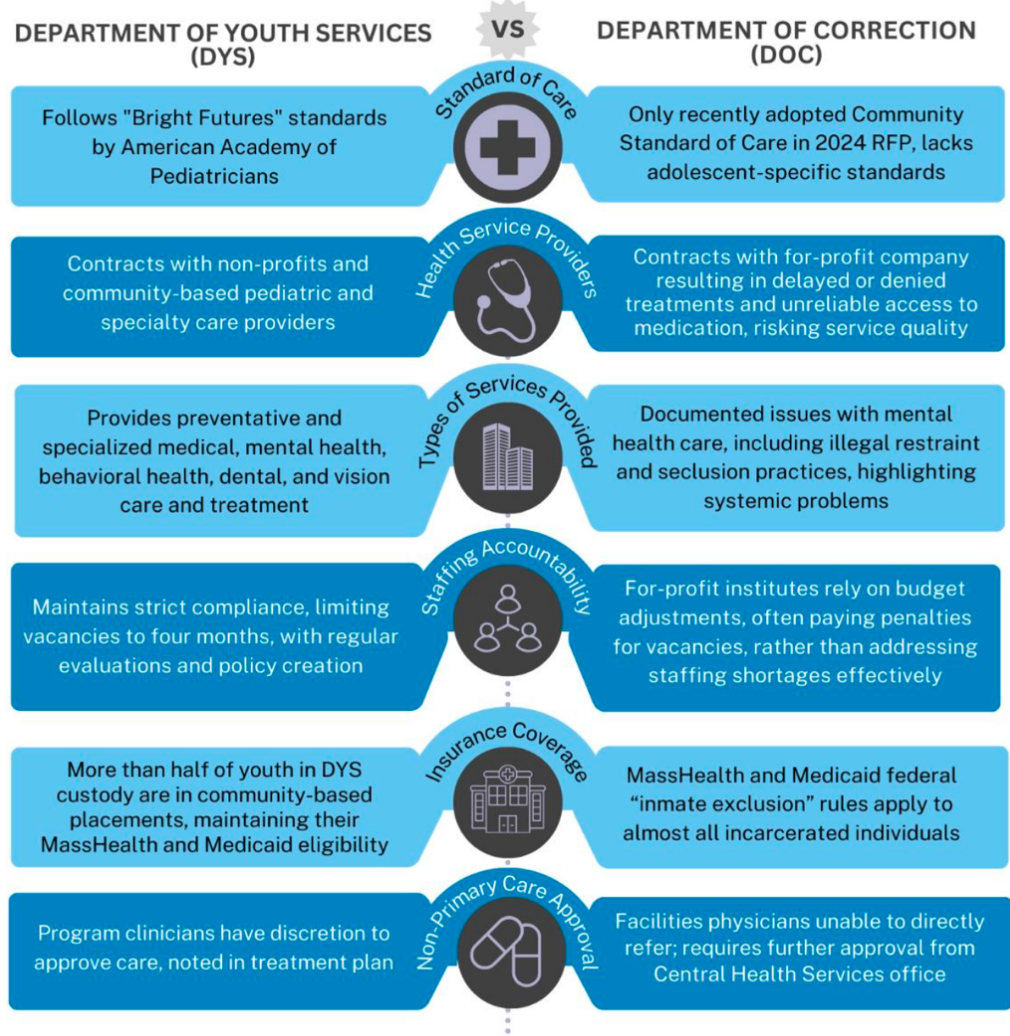 DEPARTMENT OF YOUTH SERVICES
(DYS)
VS
DEPARTMENT OF CORRECTION
(DOC)
Standard of Care
Follows "Bright Futures" standards
by American Academy of
Pediatricians
Only recently adopted Community
Standard of Care in 2024 RFP, lacks
adolescent-specific standards
Health Service Providers
Contracts with non-profits and
community-based pediatric and
specialty care providers
Contracts with for-profit company
resulting in delayed or denied
treatments and unreliable access to
medication, risking service quality
Types of Services Provided
Provides preventative and
specialized medical, mental health,
behavioral health, dental, and vision
care and treatment
Documented issues with mental
health care, including illegal restraint
and seclusion practices, highlighting
systemic problems
Staffing Accountability
Maintains strict compliance, limiting
vacancies to four months, with regular
evaluations and policy creation
For-profit institutes rely on budget
adjustments, often paying penalties
for vacancies, rather than addressing
staffing shortages effectively
Insurance Coverage
More than half of youth in DYS
custody are in community-based
placements, maintaining their
MassHealth and Medicaid eligibility
MassHealth and Medicaid federal
“inmate exclusion” rules apply to
almost all incarcerated individuals
Non-Primary Care Approval
Program clinicians have discretion to
approve care, noted in treatment plan
Facilities physicians unable to directly
refer; requires further approval from
Central Health Services office